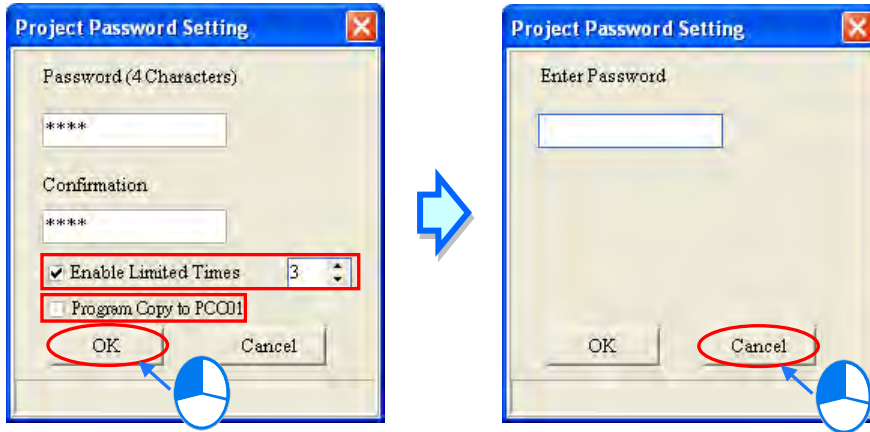 Project Password Setting
Password (4 Characters)
****
Confirmation
****
Enable Limited Times 3
Program Copy to PCC01
OK Cancel
Project Password Setting
Enter Password
OK Cancel